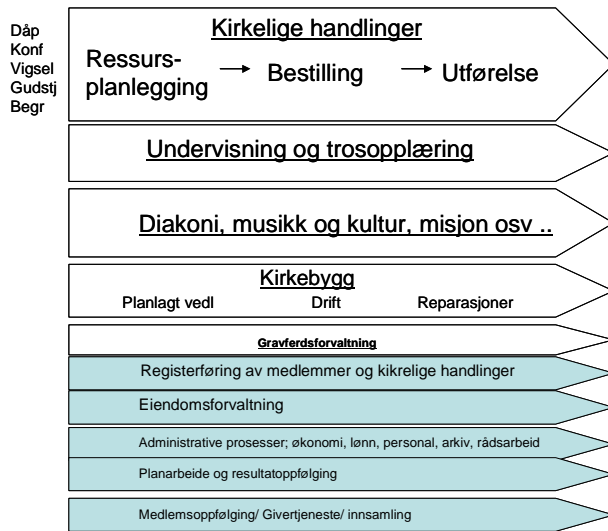 Dåp
Konf
Vigsel
Gudstj
Begr
Kirkelige handlinger
Ressurs-
planlegging
Bestilling
Utførelse
Undervisning og trosopplæring
Diakoni, musikk og kultur, misjon osv ..
Kirkebygg
Planlagt vedl Drift Reparasjoner
Gravferdsforvaltning
Registerføring av medlemmer og kikrelige handlinger
Eiendomsforvaltning
Administrative prosesser; økonomi, lønn, personal, arkiv, rådsarbeid
Planarbeide og resultatoppfølging
Medlemsoppfølging/ Givertjeneste/ innsamling